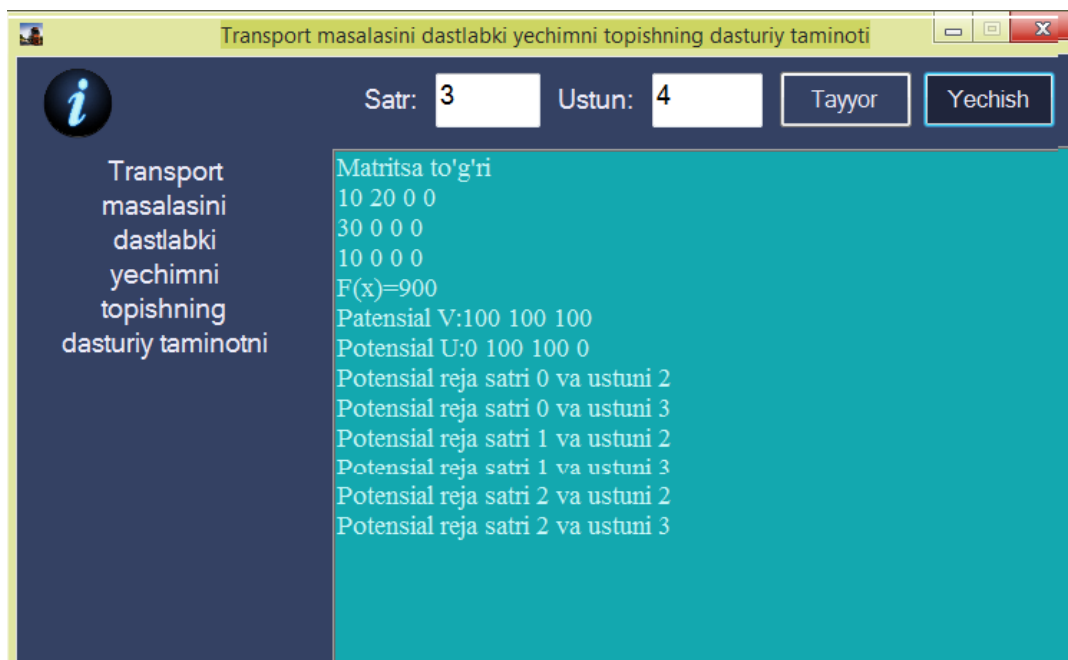 Transport masalasini dastlabki yechimni topishning dasturiy taminoti
Satr: 3 Ustun: 4 Tayyor Yechish
Transport
masalasini
dastlabki
yechimni
topishning
dasturiy taminotni
Matritsa to'g'ri
10 20 0 0
30 0 0 0
10 0 0 0
F(x)=900
Patensial V:100 100 100
Potensial U:0 100 100 0
Potensial reja satri 0 va ustuni 2
Potensial reja satri 0 va ustuni 3
Potensial reja satri 1 va ustuni 2
Potensial reja satri 1 va ustuni 3
Potensial reja satri 2 va ustuni 2
Potensial reja satri 2 va ustuni 3